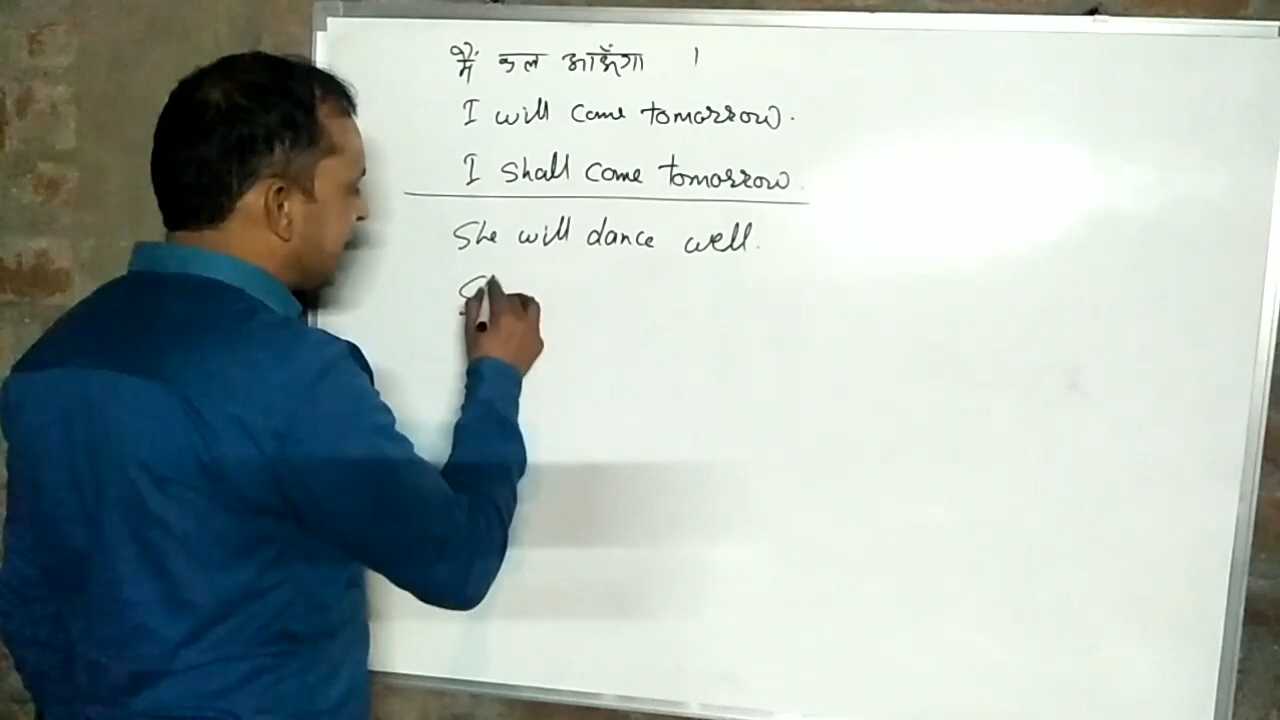 मैं कल आऊँगा ।
I will come tomorrow.
I shall come tomorrow.
She will dance well.
S